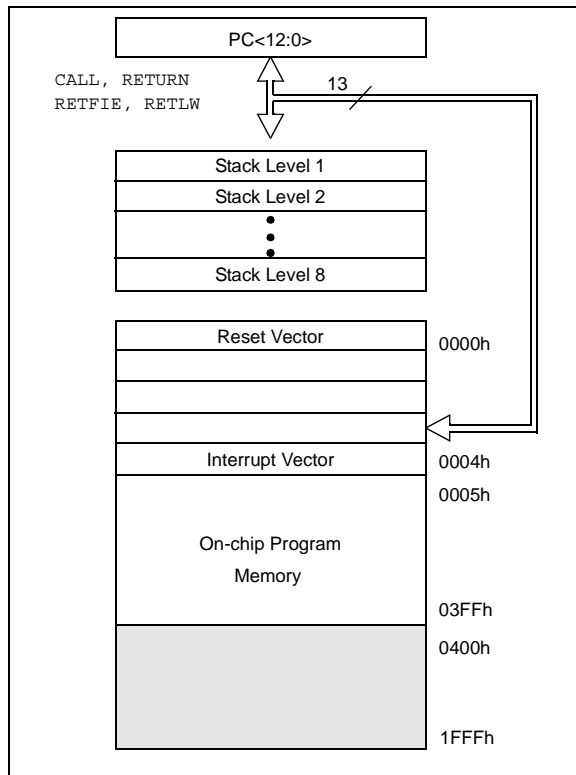 PC<12:0>
CALL, RETURN
RETFIE, RETLW
13
Stack Level 1
Stack Level 2
Stack Level 8
Reset Vector
0000h
Interrupt Vector
0004h
0005h
On-chip Program
Memory
03FFh
0400h
1FFFh